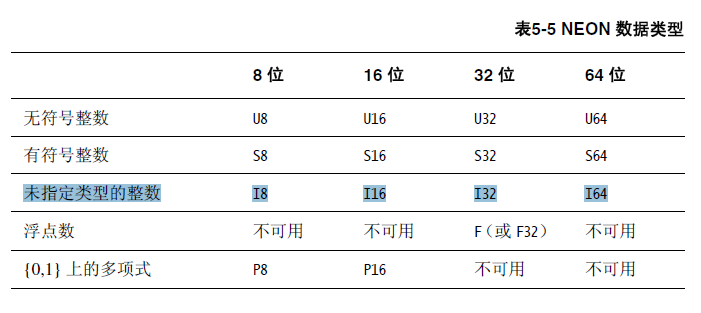 表5-5 NEON 数据类型
8 位 16 位 32 位 64 位
无符号整数 U8 U16 U32 U64
有符号整数 S8 S16 S32 S64
未指定类型的整数 I8 I16 I32 I64
浮点数 不可用 不可用 F（或 F32） 不可用
{0,1} 上的多项式 P8 P16 不可用 不可用